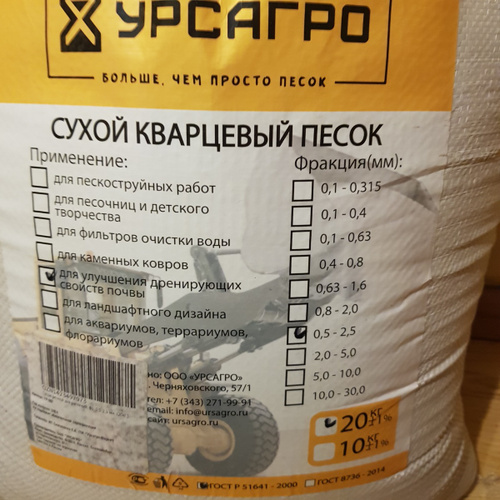 УРСАГРО
БОЛЬШЕ, ЧЕМ ПРОСТО ПЕСОК
СУХОЙ КВАРЦЕВЫЙ ПЕСОК
Применение:
для пескоструйных работ
для песочниц и детского
творчества
для фильтров очистки воды
для каменных ковров
для улучшения дренирующих
свойств почвы
для ландшафтного дизайна
для аквариумов, террариумов,
флорариумов
Фракция(мм):
0,1 - 0,315
0,1 - 0,4
0,1 - 0,63
0,4 - 0,8
0,63 - 1,6
0,8 - 2,0
0,5 - 2,5
2,0 - 5,0
5,0 - 10,0
10,0 - 30,0
но: ООО «УРСАГРО»
. Черняховского, 57/1
тел: +7 (343) 271-99-91
email: info@ursagro.ru
сайт: ursagro.ru
20 кг ±1%
10 кг ±1%
ГОСТ Р 51641 - 2000
ГОСТ 8736 - 2014